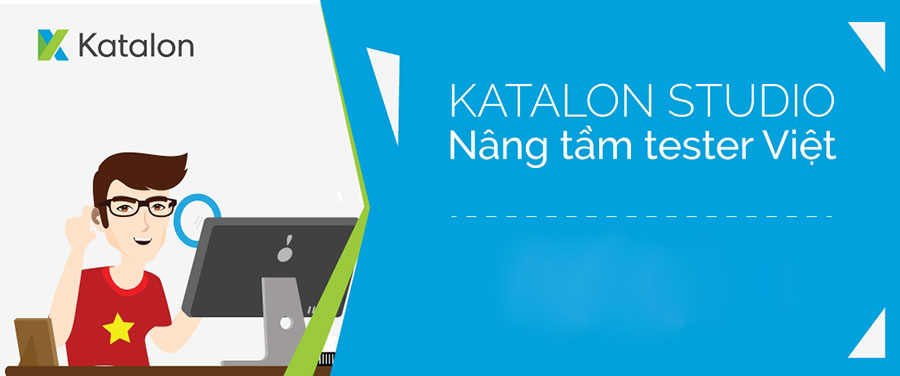 Katalon
KATALON STUDIO
Nâng tầm tester Việt